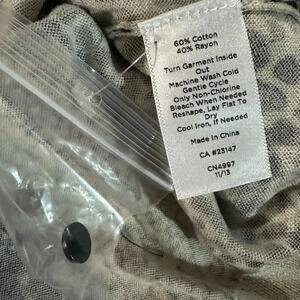 60% Cotton
40% Rayon
Turn Garment Inside
Out
Machine Wash Cold
Gentle Cycle
Only Non-Chlorine
Bleach When Needed
Reshape, Lay Flat To
Dry
Cool Iron, If Needed
Made In China
CA #23147
CN4997
11/13